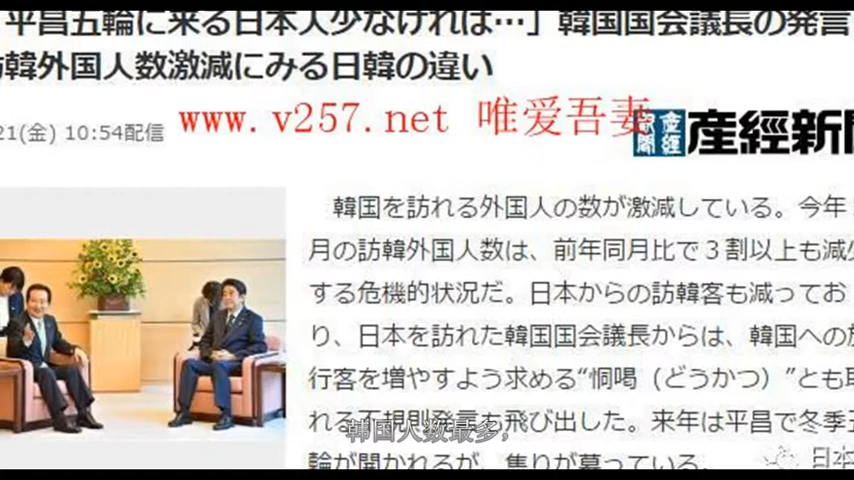 平昌五輪に来る日本人少なければ…」韓国国会議長の発言
訪韓外国人数激減にみる日韓の違い
21(金) 10:54配信
www.v257.net 唯爱吾妻
産經新聞
韓国を訪れる外国人の数が激減している。今年
月の訪韓外国人数は、前年同月比で３割以上も減少
する危機的状況だ。日本からの訪韓客も減ってお
り、日本を訪れた韓国国会議長からは、韓国への旅
行客を増やすよう求める“恫喝（どうかつ）”とも取
れる不規則発言も飛び出した。来年は平昌で冬季五
韩国人数最多，
輪が開かれるが、焦りが募っている。
日本